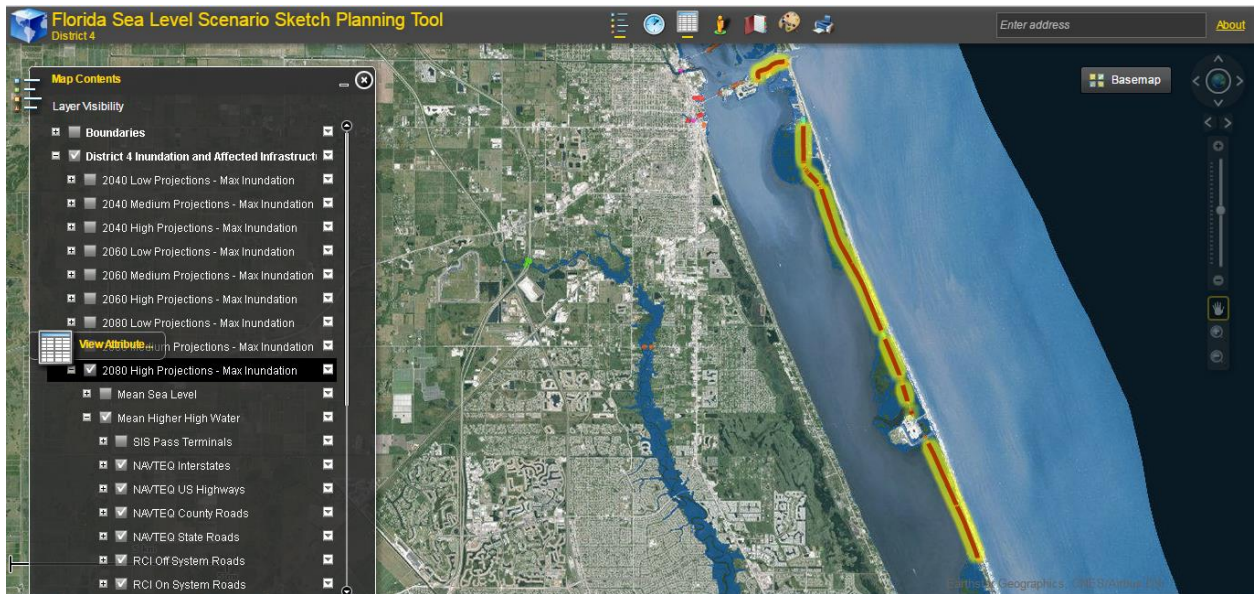 Florida Sea Level Scenario Sketch Planning Tool
District 4
Enter address
About
Map Contents
Basemap
Layer Visibility
Boundaries
District 4 Inundation and Affected Infrastruct
2040 Low Projections - Max Inundation
2040 Medium Projections - Max Inundation
2040 High Projections - Max Inundation
2060 Low Projections - Max Inundation
2060 Medium Projections - Max Inundation
2060 High Projections - Max Inundation
2080 Low Projections - Max Inundation
View Attribute...
Projections - Max Inundation
2080 High Projections - Max Inundation
Mean Sea Level
Mean Higher High Water
SIS Pass Terminals
NAVTEQ Interstates
NAVTEQ US Highways
NAVTEQ County Roads
NAVTEQ State Roads
RCI Off System Roads
RCI On System Roads
Geographics